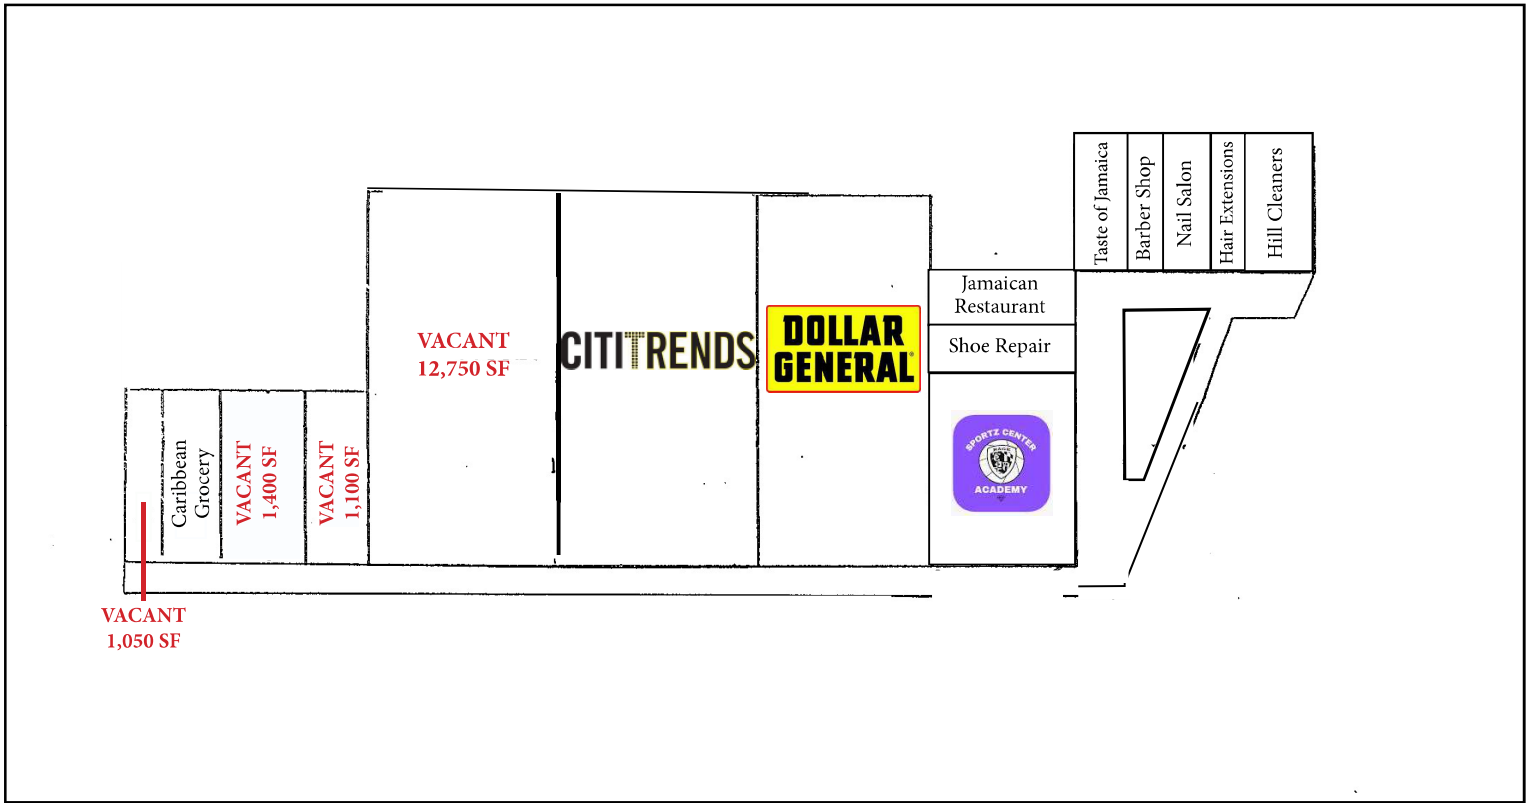 VACANT
1,050 SF
Caribbean
Grocery
VACANT
1,400 SF
VACANT
1,100 SF
VACANT
12,750 SF
CITITRENDS
DOLLAR
GENERAL
Jamaican
Restaurant
Shoe Repair
SPORTZ CENTER
ACADEMY
Taste of Jamaica
Barber Shop
Nail Salon
Hair Extensions
Hill Cleaners